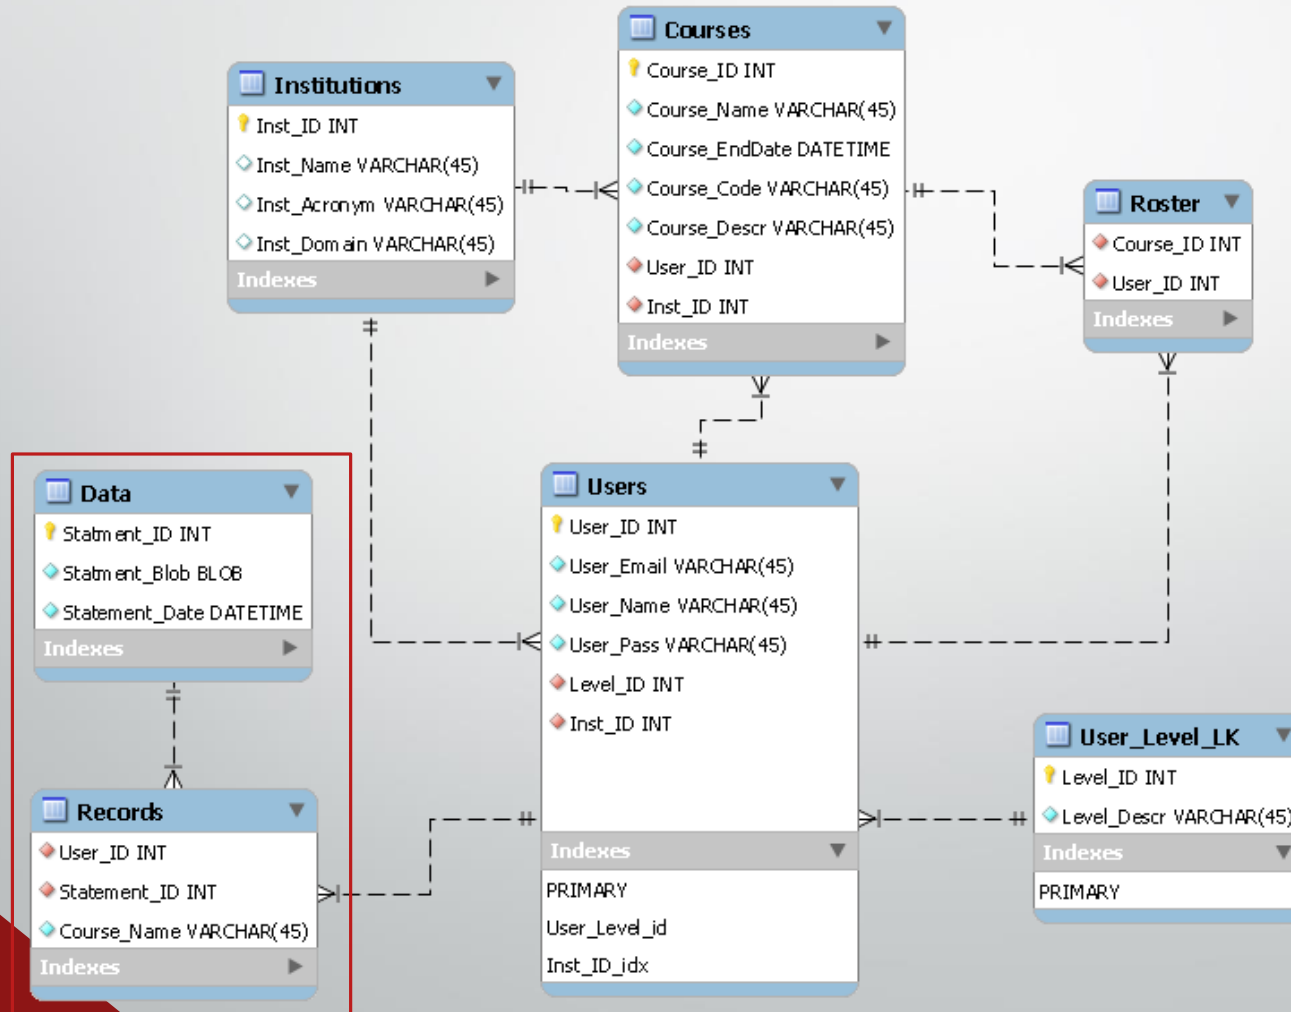 Courses
Course_ID INT
Course_Name VARCHAR(45)
Course_EndDate DATETIME
Course_Code VARCHAR(45)
Course_Descr VARCHAR(45)
User_ID INT
Inst_ID INT
Indexes
Institutions
Inst_ID INT
Inst_Name VARCHAR(45)
Inst_Acronym VARCHAR(45)
Inst_Domain VARCHAR(45)
Indexes
Roster
Course_ID INT
User_ID INT
Indexes
Data
Statment_ID INT
Statment_Blob BLOB
Statement_Date DATETIME
Indexes
Users
User_ID INT
User_Email VARCHAR(45)
User_Name VARCHAR(45)
User_Pass VARCHAR(45)
Level_ID INT
Inst_ID INT
Indexes
PRIMARY
User_Level_id
Inst_ID_idx
User_Level_LK
Level_ID INT
Level_Descr VARCHAR(45)
Indexes
PRIMARY
Records
User_ID INT
Statement_ID INT
Course_Name VARCHAR(45)
Indexes